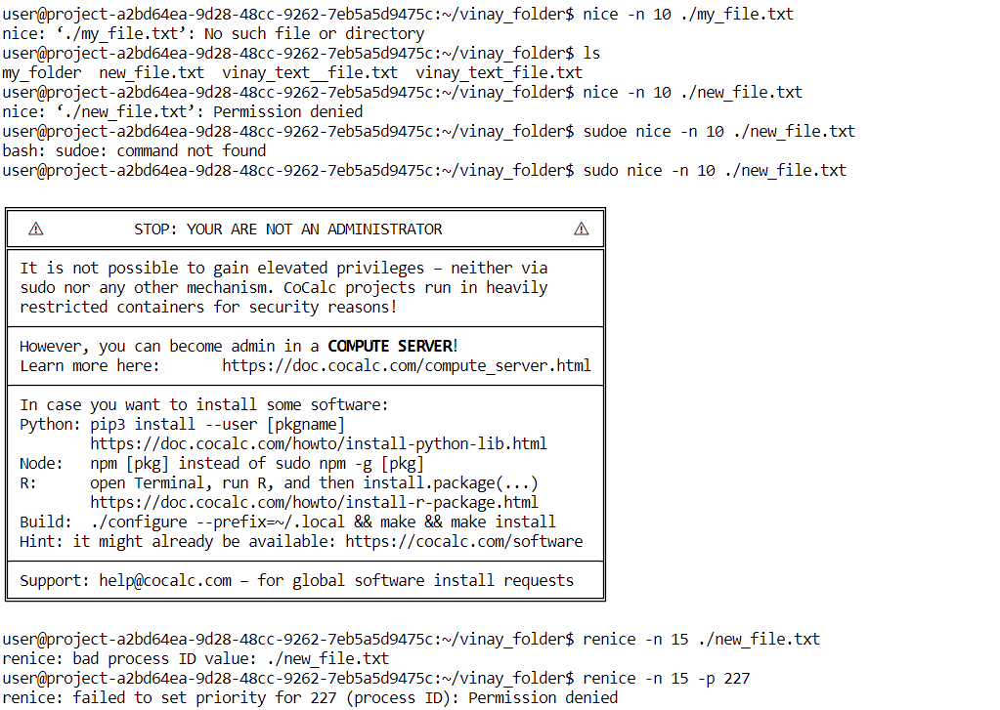 user@project-a2bd64ea-9d28-48cc-9262-7eb5a5d9475c:~/vinay_folder$ nice -n 10 ./my_file.txt
nice: ‘./my_file.txt’: No such file or directory
user@project-a2bd64ea-9d28-48cc-9262-7eb5a5d9475c:~/vinay_folder$ ls
my_folder  new_file.txt  vinay_text__file.txt  vinay_text_file.txt
user@project-a2bd64ea-9d28-48cc-9262-7eb5a5d9475c:~/vinay_folder$ nice -n 10 ./new_file.txt
nice: ‘./new_file.txt’: Permission denied
user@project-a2bd64ea-9d28-48cc-9262-7eb5a5d9475c:~/vinay_folder$ sudoe nice -n 10 ./new_file.txt
bash: sudoe: command not found
user@project-a2bd64ea-9d28-48cc-9262-7eb5a5d9475c:~/vinay_folder$ sudo nice -n 10 ./new_file.txt
⚠ STOP: YOUR ARE NOT AN ADMINISTRATOR ⚠
It is not possible to gain elevated privileges – neither via
sudo nor any other mechanism. CoCalc projects run in heavily
restricted containers for security reasons!
However, you can become admin in a COMPUTE SERVER!
Learn more here:       https://doc.cocalc.com/compute_server.html
In case you want to install some software:
Python: pip3 install --user [pkgname]
https://doc.cocalc.com/howto/install-python-lib.html
Node:   npm [pkg] instead of sudo npm -g [pkg]
R:      open Terminal, run R, and then install.package(...)
https://doc.cocalc.com/howto/install-r-package.html
Build:  ./configure --prefix=~/.local && make && make install
Hint: it might already be available: https://cocalc.com/software
Support: help@cocalc.com – for global software install requests
user@project-a2bd64ea-9d28-48cc-9262-7eb5a5d9475c:~/vinay_folder$ renice -n 15 ./new_file.txt
renice: bad process ID value: ./new_file.txt
user@project-a2bd64ea-9d28-48cc-9262-7eb5a5d9475c:~/vinay_folder$ renice -n 15 -p 227
renice: failed to set priority for 227 (process ID): Permission denied